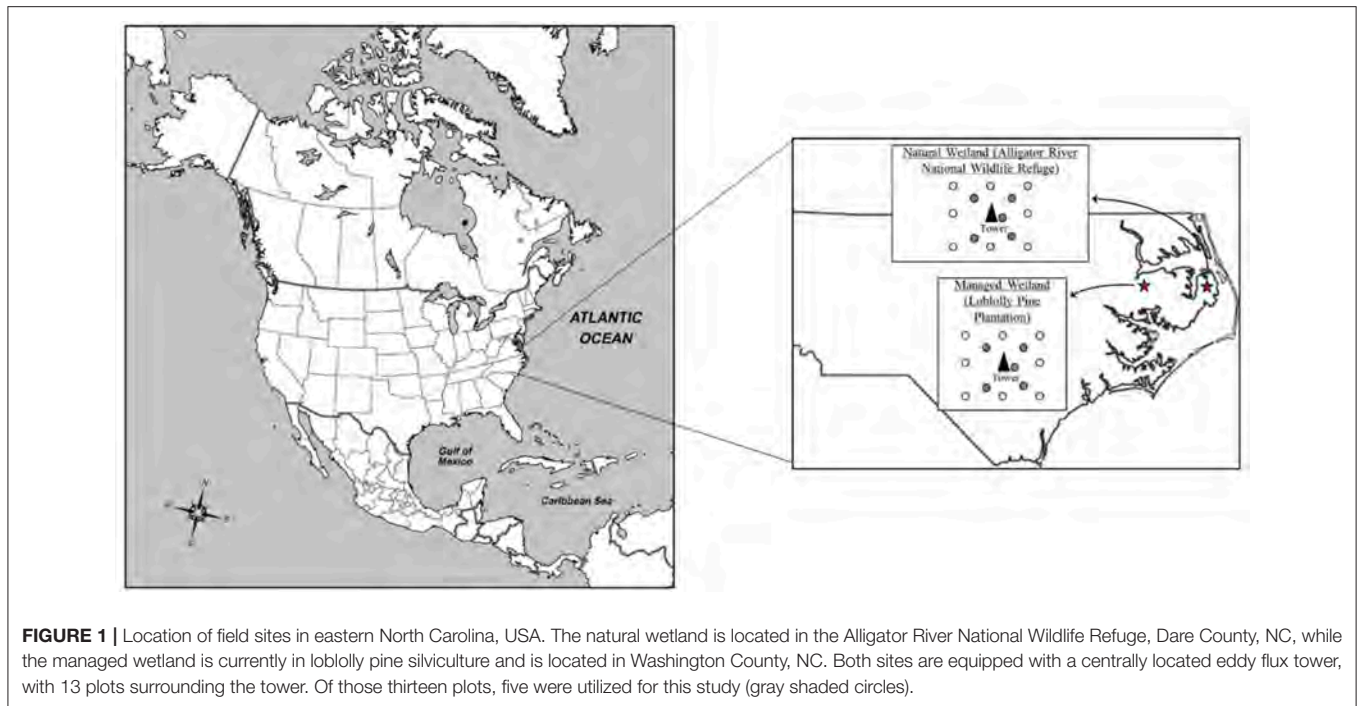 ATLANTIC
OCEAN
Gulf of
Mexico
Caribbean Sea
N
Natural Wetland (Alligator River
National Wildlife Refuge)
Tower
Managed Wetland
(Loblolly Pine
Plantation)
Tower
FIGURE 1 | Location of field sites in eastern North Carolina, USA. The natural wetland is located in the Alligator River National Wildlife Refuge, Dare County, NC, while
the managed wetland is currently in loblolly pine silviculture and is located in Washington County, NC. Both sites are equipped with a centrally located eddy flux tower,
with 13 plots surrounding the tower. Of those thirteen plots, five were utilized for this study (gray shaded circles).